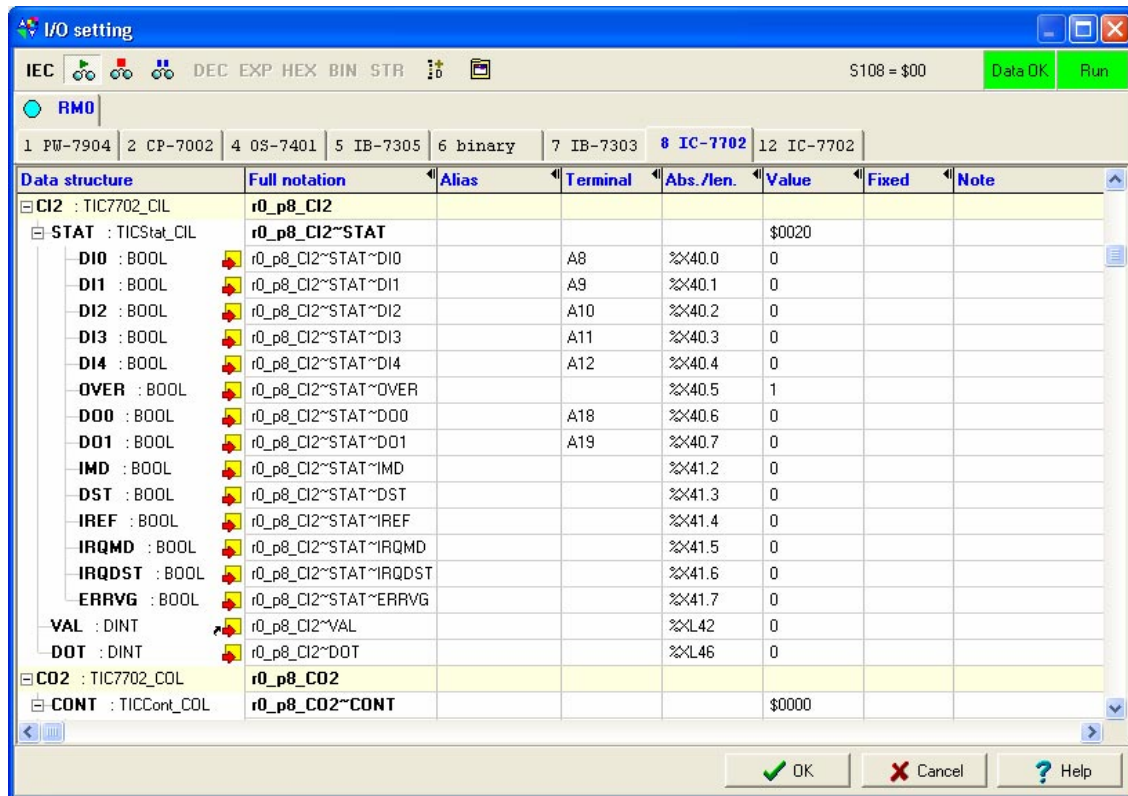 I/O setting
IEC DEC EXP HEX BIN STR S108 = $00 Data OK Run
RM0
1 PW-7904 2 CP-7002 4 OS-7401 5 IB-7305 6 binary 7 IB-7303 8 IC-7702 12 IC-7702
Data structure Full notation Alias Terminal Abs./len. Value Fixed Note
CI2 : TIC7702_CIL r0_p8_CI2
STAT : TICStat_CIL r0_p8_CI2~STAT $0020
DI0 : BOOL r0_p8_CI2~STAT~DI0 A8 %X40.0 0
DI1 : BOOL r0_p8_CI2~STAT~DI1 A9 %X40.1 0
DI2 : BOOL r0_p8_CI2~STAT~DI2 A10 %X40.2 0
DI3 : BOOL r0_p8_CI2~STAT~DI3 A11 %X40.3 0
DI4 : BOOL r0_p8_CI2~STAT~DI4 A12 %X40.4 0
OVER : BOOL r0_p8_CI2~STAT~OVER %X40.5 1
DO0 : BOOL r0_p8_CI2~STAT~DO0 A18 %X40.6 0
DO1 : BOOL r0_p8_CI2~STAT~DO1 A19 %X40.7 0
IMD : BOOL r0_p8_CI2~STAT~IMD %X41.2 0
DST : BOOL r0_p8_CI2~STAT~DST %X41.3 0
IREF : BOOL r0_p8_CI2~STAT~IREF %X41.4 0
IRQMD : BOOL r0_p8_CI2~STAT~IRQMD %X41.5 0
IRQDST : BOOL r0_p8_CI2~STAT~IRQDST %X41.6 0
ERRVG : BOOL r0_p8_CI2~STAT~ERRVG %X41.7 0
VAL : DINT r0_p8_CI2~VAL %XL42 0
DOT : DINT r0_p8_CI2~DOT %XL46 0
CO2 : TIC7702_COL r0_p8_CO2
CONT : TICCont_COL r0_p8_CO2~CONT $0000
OK Cancel Help